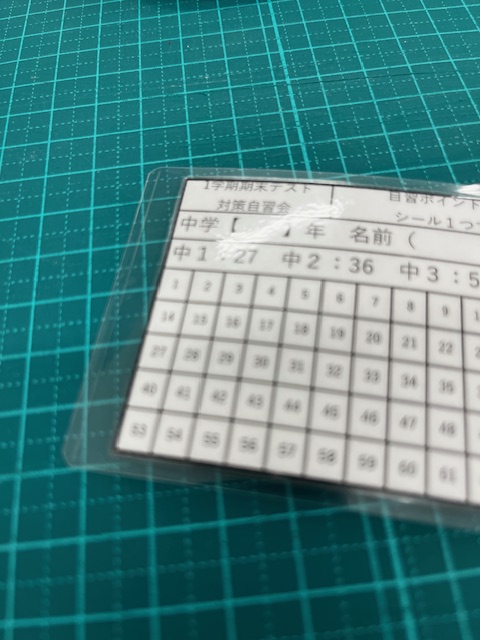 1学期期末テスト
対策自習会
自習ポイント
シール1つ
中学【 】年 名前（
中1：27 中2：36 中3：5
1 2 3 4 5 6 7 8 9
14 15 16 17 18 19 20 21 22
27 28 29 30 31 32 33 34 35
40 41 42 43 44 45 46 47 48
53 54 55 56 57 58 59 60 61